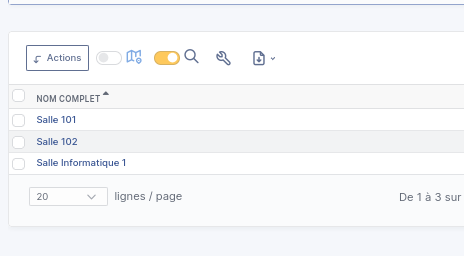 Actions
NOM COMPLET
Salle 101
Salle 102
Salle Informatique 1
20 lignes / page De 1 à 3 sur